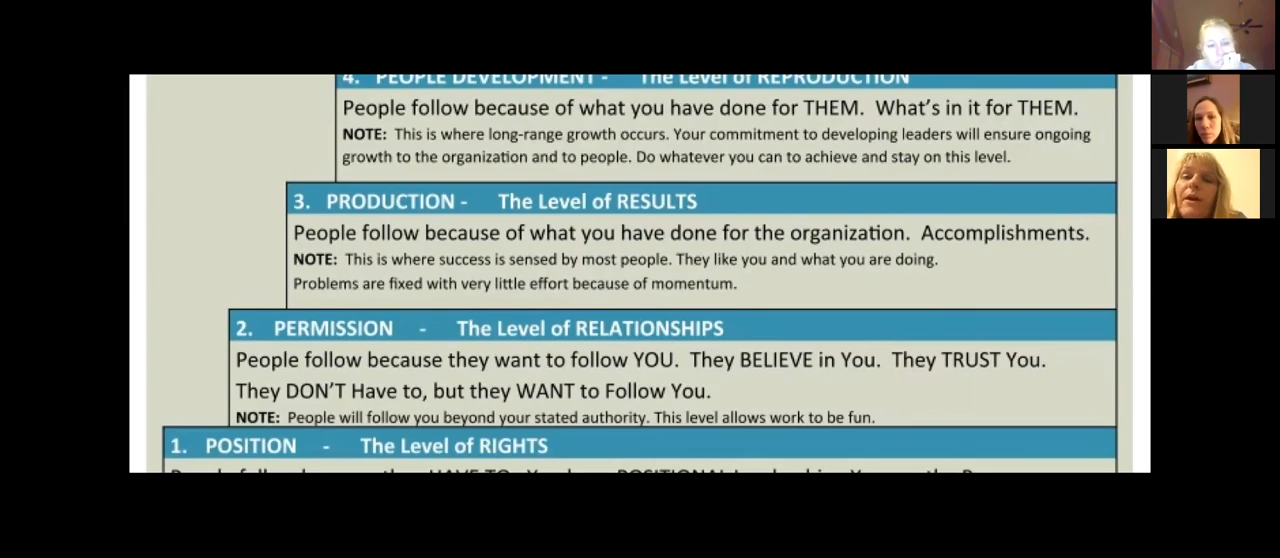 4. PEOPLE DEVELOPMENT - The Level of REPRODUCTION
People follow because of what you have done for THEM. What's in it for THEM.
NOTE: This is where long-range growth occurs. Your commitment to developing leaders will ensure ongoing
growth to the organization and to people. Do whatever you can to achieve and stay on this level.
3. PRODUCTION - The Level of RESULTS
People follow because of what you have done for the organization. Accomplishments.
NOTE: This is where success is sensed by most people. They like you and what you are doing.
Problems are fixed with very little effort because of momentum.
2. PERMISSION - The Level of RELATIONSHIPS
People follow because they want to follow YOU. They BELIEVE in You. They TRUST You.
They DON'T Have to, but they WANT to Follow You.
NOTE: People will follow you beyond your stated authority. This level allows work to be fun.
1. POSITION - The Level of RIGHTS